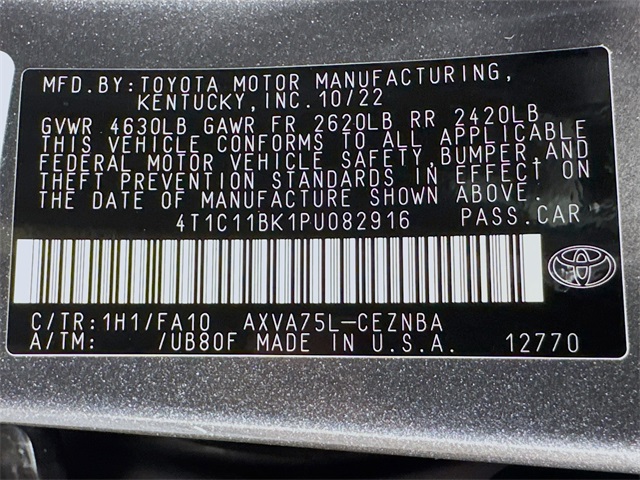 MFD.BY:TOYOTA MOTOR MANUFACTURING,
KENTUCKY, INC. 10/22
GVWR 4630LB GAWR FR 2620LB RR 2420LB
THIS VEHICLE CONFORMS TO ALL APPLICABLE
FEDERAL MOTOR VEHICLE SAFETY,BUMPER,AND
THEFT PREVENTION STANDARDS IN EFFECT ON
THE DATE OF MANUFACTURE SHOWN ABOVE.
4T1C11BK1PU082916 PASS.CAR
C/TR:1H1/FA10 AXVA75L-CEZNBA
A/TM: /UB80F MADE IN U.S.A. 12770